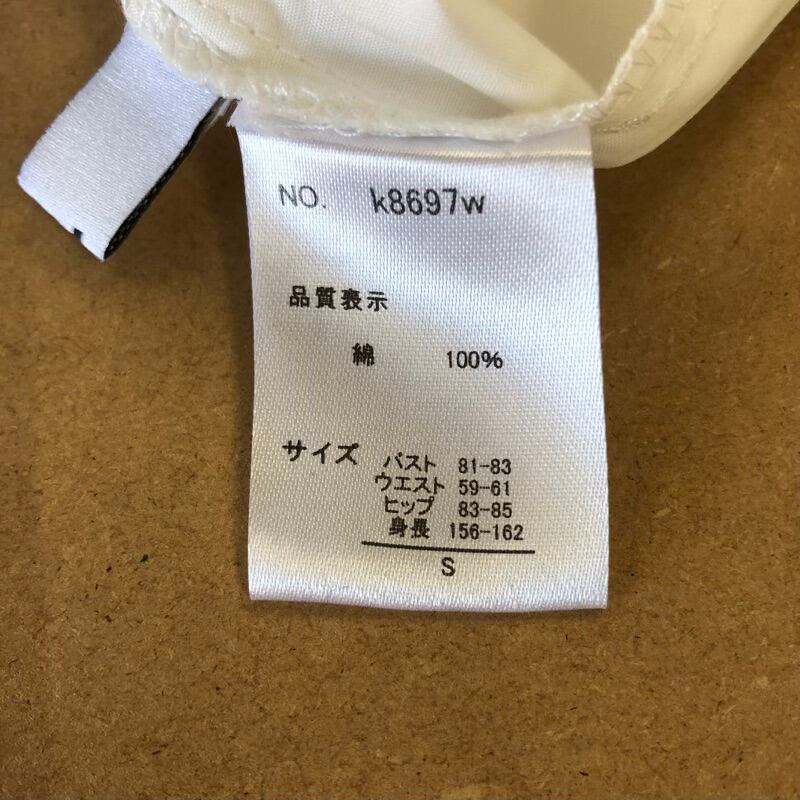 NO. k8697w
品質表示
綿 100%
サイズ
バスト 81-83
ウエスト 59-61
ヒップ 83-85
身長 156-162
S